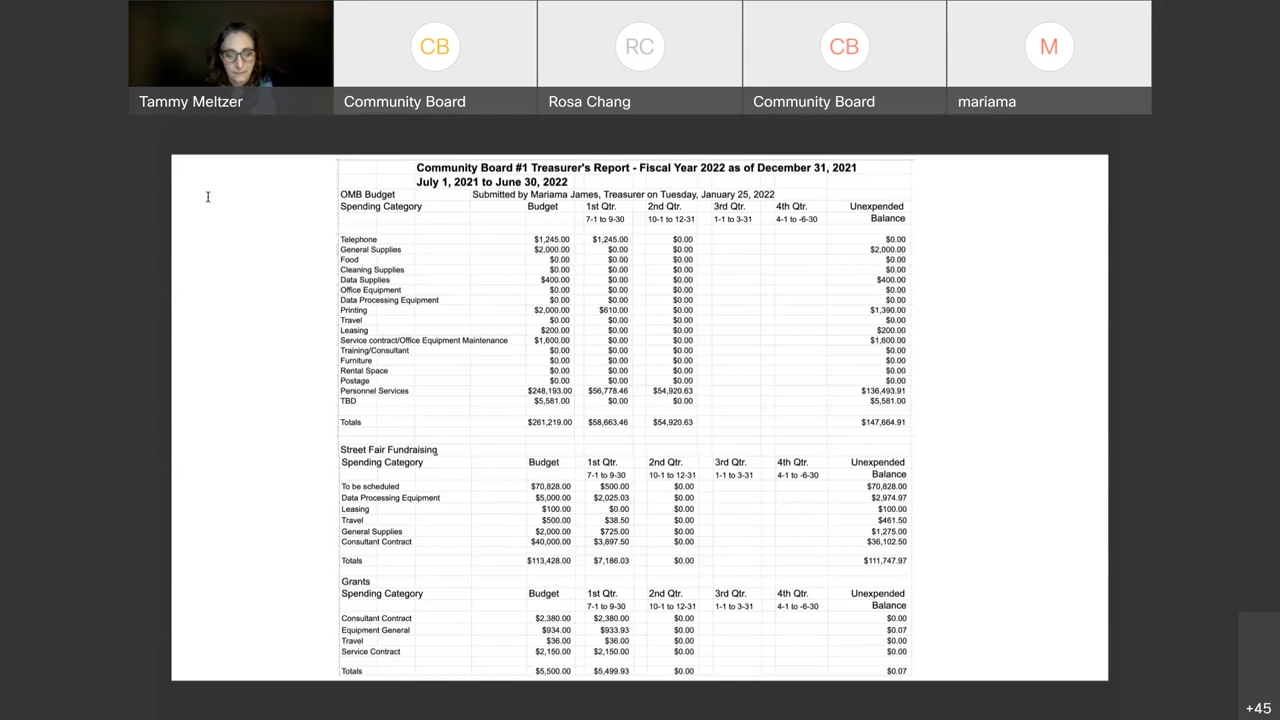 CB
RC
CB
M
Tammy Meltzer
Community Board
Rosa Chang
Community Board
mariama
Community Board #1 Treasurer's Report - Fiscal Year 2022 as of December 31, 2021
July 1, 2021 to June 30, 2022
OMB Budget Submitted by Mariama James, Treasurer on Tuesday, January 25, 2022
Spending Category Budget 1st Qtr. 2nd Qtr. 3rd Qtr. 4th Qtr. Unexpended
7-1 to 9-30 10-1 to 12-31 1-1 to 3-31 4-1 to -6-30 Balance
Telephone $1,245.00 $1,245.00 $0.00 $0.00
General Supplies $2,000.00 $0.00 $0.00 $2,000.00
Food $0.00 $0.00 $0.00 $0.00
Cleaning Supplies $0.00 $0.00 $0.00 $0.00
Data Supplies $400.00 $0.00 $0.00 $400.00
Office Equipment $0.00 $0.00 $0.00 $0.00
Data Processing Equipment $0.00 $0.00 $0.00 $0.00
Printing $2,000.00 $610.00 $0.00 $1,390.00
Travel $0.00 $0.00 $0.00 $0.00
Leasing $200.00 $0.00 $0.00 $200.00
Service contract/Office Equipment Maintenance $1,600.00 $0.00 $0.00 $1,600.00
Training/Consultant $0.00 $0.00 $0.00 $0.00
Furniture $0.00 $0.00 $0.00 $0.00
Rental Space $0.00 $0.00 $0.00 $0.00
Postage $0.00 $0.00 $0.00 $0.00
Personnel Services $248,193.00 $56,778.46 $54,920.63 $136,493.91
TBD $5,581.00 $0.00 $0.00 $5,581.00
Totals $261,219.00 $58,663.46 $54,920.63 $147,664.91
Street Fair Fundraising
Spending Category Budget 1st Qtr. 2nd Qtr. 3rd Qtr. 4th Qtr. Unexpended
7-1 to 9-30 10-1 to 12-31 1-1 to 3-31 4-1 to -6-30 Balance
To be scheduled $70,828.00 $500.00 $0.00 $70,828.00
Data Processing Equipment $5,000.00 $2,025.03 $0.00 $2,974.97
Leasing $100.00 $0.00 $0.00 $100.00
Travel $500.00 $38.50 $0.00 $461.50
General Supplies $2,000.00 $725.00 $0.00 $1,275.00
Consultant Contract $40,000.00 $3,897.50 $0.00 $36,102.50
Totals $113,428.00 $7,186.03 $0.00 $111,747.97
Grants
Spending Category Budget 1st Qtr. 2nd Qtr. 3rd Qtr. 4th Qtr. Unexpended
7-1 to 9-30 10-1 to 12-31 1-1 to 3-31 4-1 to -6-30 Balance
Consultant Contract $2,380.00 $2,380.00 $0.00 $0.00
Equipment General $934.00 $933.93 $0.00 $0.07
Travel $36.00 $36.00 $0.00 $0.00
Service Contract $2,150.00 $2,150.00 $0.00 $0.00
Totals $5,500.00 $5,499.93 $0.00 $0.07
+45